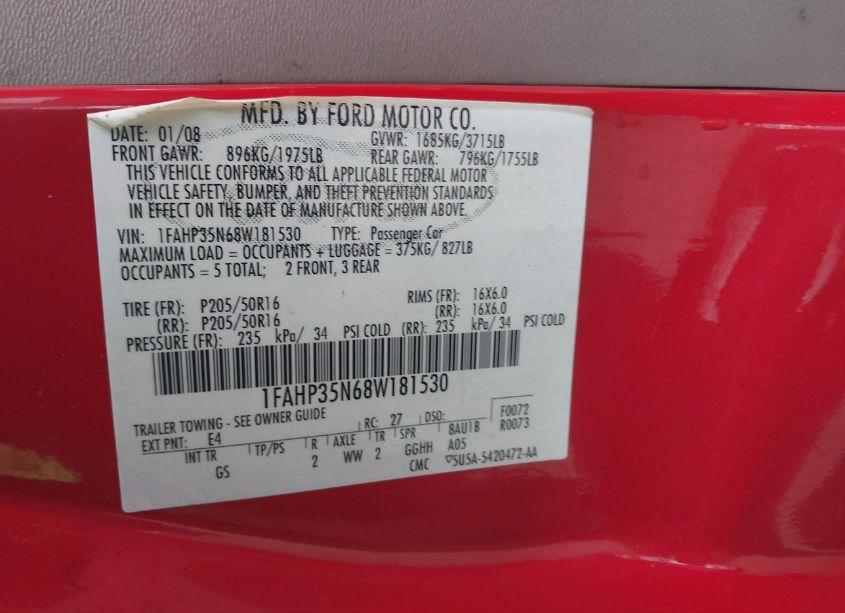 MFD. BY FORD MOTOR CO.
DATE: 01/08 GVWR: 1685KG/3715LB
FRONT GAWR: 896KG/1975LB REAR GAWR: 796KG/1755LB
THIS VEHICLE CONFORMS TO ALL APPLICABLE FEDERAL MOTOR
VEHICLE SAFETY, BUMPER, AND THEFT PREVENTION STANDARDS
IN EFFECT ON THE DATE OF MANUFACTURE SHOWN ABOVE.
VIN: 1FAHP35N68W181530 TYPE: Passenger Car
MAXIMUM LOAD = OCCUPANTS + LUGGAGE = 375KG/ 827LB
OCCUPANTS = 5 TOTAL; 2 FRONT, 3 REAR
TIRE (FR): P205/50R16 RIMS (FR): 16X6.0
(RR): P205/50R16 (RR): 16X6.0
PRESSURE (FR): 235 kPa/ 34 PSI COLD (RR): 235 kPa/ 34 PSI COLD
1FAHP35N68W181530
TRAILER TOWING - SEE OWNER GUIDE
EXT PNT: E4 RC: 27 DSO: F0072
INT TR TP/PS R AXLE TR SPR BAU1B R0073
GS 2 WW 2 GGHH A05
CMC 5U5A-5420472-AA